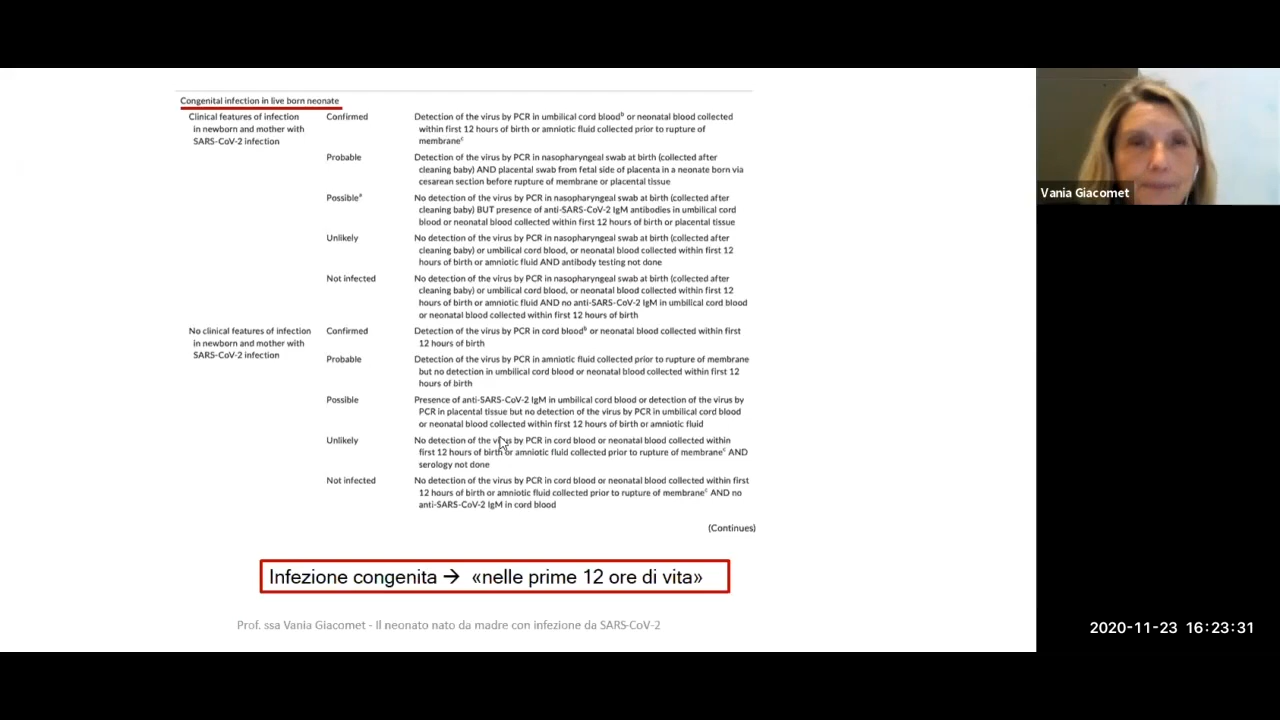 Congenital infection in live born neonate
Clinical features of infection
in newborn and mother with
SARS-CoV-2 infection
Confirmed
Detection of the virus by PCR in umbilical cord bloodᵇ or neonatal blood collected
within first 12 hours of birth or amniotic fluid collected prior to rupture of
membraneᶜ
Probable
Detection of the virus by PCR in nasopharyngeal swab at birth (collected after
cleaning baby) AND placental swab from fetal side of placenta in a neonate born via
cesarean section before rupture of membrane or placental tissue
Possibleᵃ
No detection of the virus by PCR in nasopharyngeal swab at birth (collected after
cleaning baby) BUT presence of anti-SARS-CoV-2 IgM antibodies in umbilical cord
blood or neonatal blood collected within first 12 hours of birth or placental tissue
Unlikely
No detection of the virus by PCR in nasopharyngeal swab at birth (collected after
cleaning baby) or umbilical cord blood, or neonatal blood collected within first 12
hours of birth or amniotic fluid AND antibody testing not done
Not infected
No detection of the virus by PCR in nasopharyngeal swab at birth (collected after
cleaning baby) or umbilical cord blood, or neonatal blood collected within first 12
hours of birth or amniotic fluid AND no anti-SARS-CoV-2 IgM in umbilical cord blood
or neonatal blood collected within first 12 hours of birth
No clinical features of infection
in newborn and mother with
SARS-CoV-2 infection
Confirmed
Detection of the virus by PCR in cord bloodᵇ or neonatal blood collected within first
12 hours of birth
Probable
Detection of the virus by PCR in amniotic fluid collected prior to rupture of membrane
but no detection in umbilical cord blood or neonatal blood collected within first 12
hours of birth
Possible
Presence of anti-SARS-CoV-2 IgM in umbilical cord blood or detection of the virus by
PCR in placental tissue but no detection of the virus by PCR in umbilical cord blood
or neonatal blood collected within first 12 hours of birth or amniotic fluid
Unlikely
No detection of the virus by PCR in cord blood or neonatal blood collected within
first 12 hours of birth or amniotic fluid collected prior to rupture of membraneᶜ AND
serology not done
Not infected
No detection of the virus by PCR in cord blood or neonatal blood collected within first
12 hours of birth or amniotic fluid collected prior to rupture of membraneᶜ AND no
anti-SARS-CoV-2 IgM in cord blood
(Continues)
Infezione congenita → «nelle prime 12 ore di vita»
Prof. ssa Vania Giacomet - Il neonato nato da madre con infezione da SARS-CoV-2
Vania Giacomet
2020-11-23 16:23:31